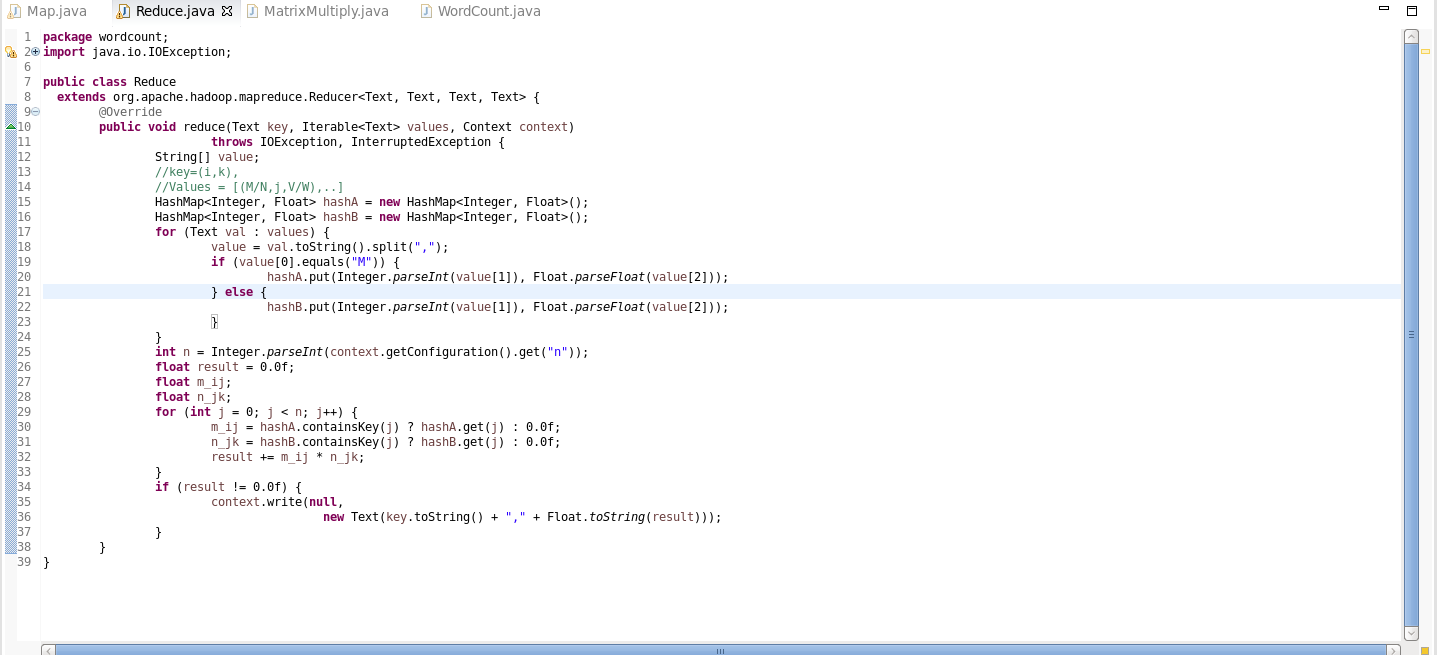 Map.java Reduce.java MatrixMultiply.java WordCount.java
1 package wordcount;
2 import java.io.IOException;
6
7 public class Reduce
8 extends org.apache.hadoop.mapreduce.Reducer<Text, Text, Text, Text> {
9 @Override
10 public void reduce(Text key, Iterable<Text> values, Context context)
11 throws IOException, InterruptedException {
12 String[] value;
13 //key=(i,k),
14 //Values = [(M/N,j,V/W),..]
15 HashMap<Integer, Float> hashA = new HashMap<Integer, Float>();
16 HashMap<Integer, Float> hashB = new HashMap<Integer, Float>();
17 for (Text val : values) {
18 value = val.toString().split(",");
19 if (value[0].equals("M")) {
20 hashA.put(Integer.parseInt(value[1]), Float.parseFloat(value[2]));
21 } else {
22 hashB.put(Integer.parseInt(value[1]), Float.parseFloat(value[2]));
23 }
24 }
25 int n = Integer.parseInt(context.getConfiguration().get("n"));
26 float result = 0.0f;
27 float m_ij;
28 float n_jk;
29 for (int j = 0; j < n; j++) {
30 m_ij = hashA.containsKey(j) ? hashA.get(j) : 0.0f;
31 n_jk = hashB.containsKey(j) ? hashB.get(j) : 0.0f;
32 result += m_ij * n_jk;
33 }
34 if (result != 0.0f) {
35 context.write(null,
36 new Text(key.toString() + "," + Float.toString(result)));
37 }
38 }
39 }